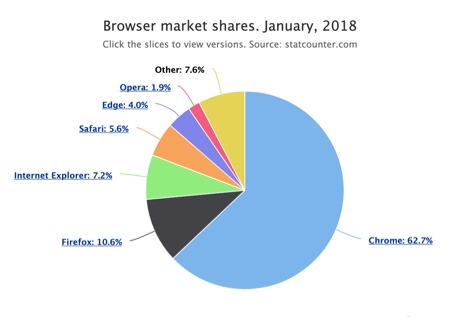 Browser market shares. January, 2018
Click the slices to view versions. Source: statcounter.com
Other: 7.6%
Opera: 1.9%
Edge: 4.0%
Safari: 5.6%
Internet Explorer: 7.2%
Firefox: 10.6%
Chrome: 62.7%